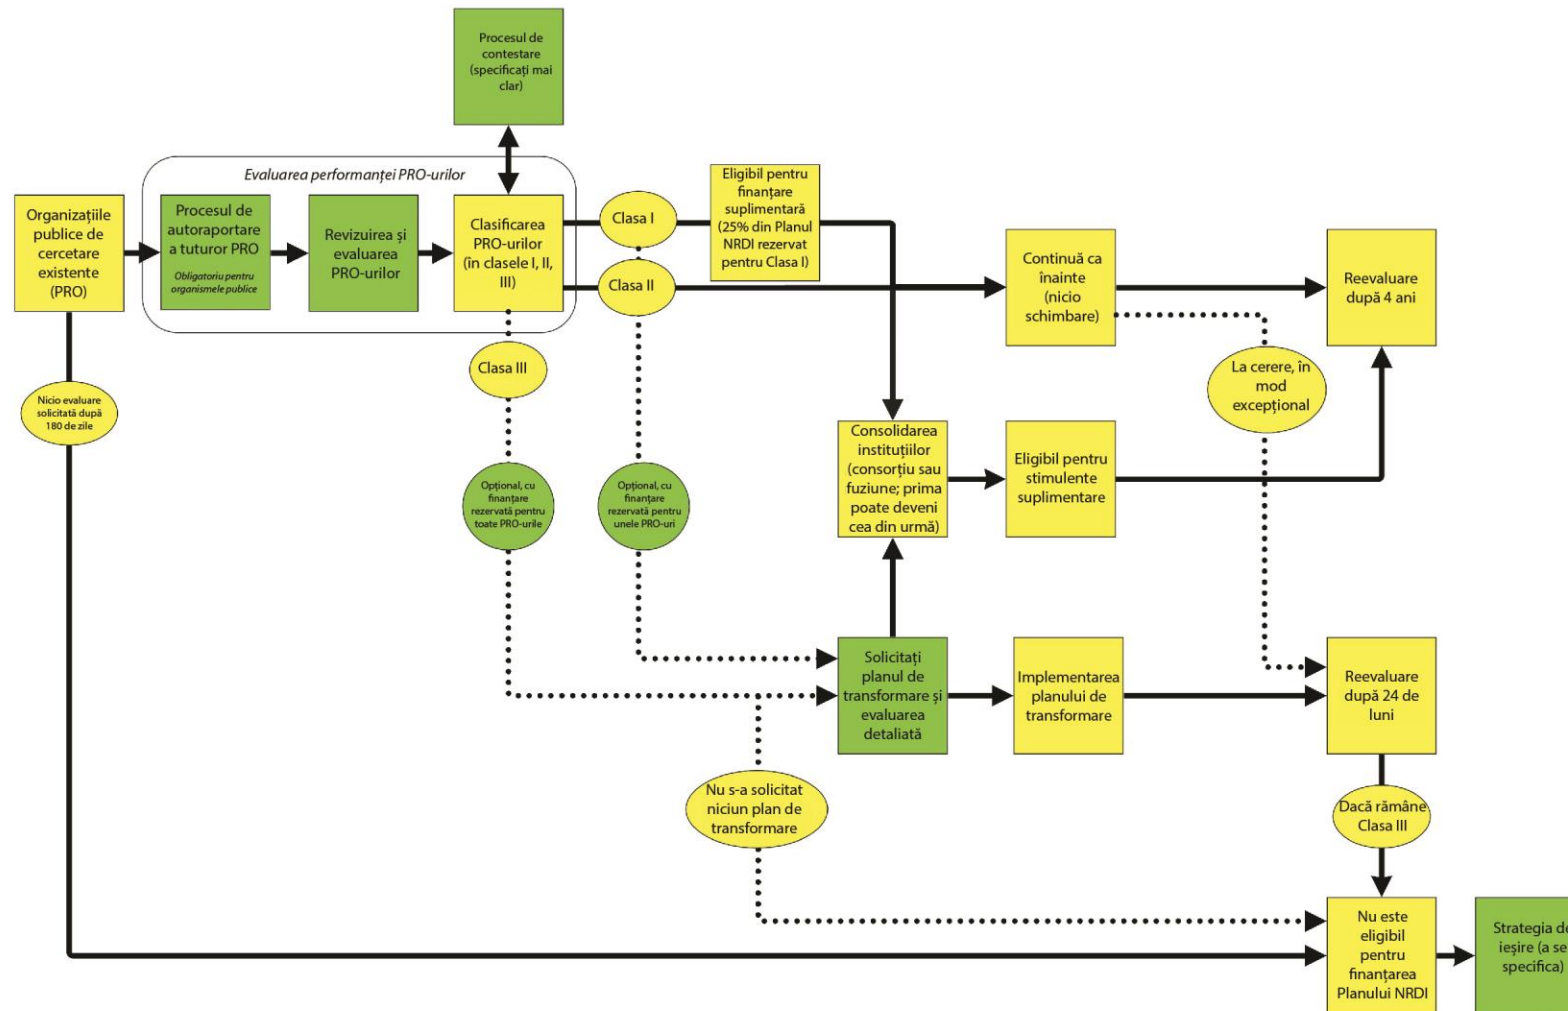 Procesul de
contestare
(specificați mai
clar)
Evaluarea performanței PRO-urilor
Organizațiile
publice de
cercetare
existente
(PRO)
Procesul de
autoraportare
a tuturor PRO
Obligatoriu pentru
organismele publice
Revizuirea și
evaluarea
PRO-urilor
Clasificarea
PRO-urilor
(în clasele I, II,
III)
Clasa I
Clasa II
Clasa III
Eligibil pentru
finanțare
suplimentară
(25% din Planul
NRDI rezervat
pentru Clasa I)
Continuă ca
înainte
(nicio
schimbare)
Reevaluare
după 4 ani
La cerere, în
mod
excepțional
Nicio evaluare
solicitată după
180 de zile
Opțional, cu
finanțare
rezervată pentru
toate PRO-urile
Opțional, cu
finanțare
rezervată pentru
unele PRO-uri
Consolidarea
instituțiilor
(consorțiu sau
fuziune; prima
poate deveni
cea din urmă)
Eligibil pentru
stimulente
suplimentare
Solicitați
planul de
transformare și
evaluarea
detaliată
Implementarea
planului de
transformare
Reevaluare
după 24 de
luni
Nu s-a solicitat
niciun plan de
transformare
Dacă rămâne
Clasa III
Nu este
eligibil
pentru
finanțarea
Planului NRDI
Strategia de
ieșire (a se
specifica)